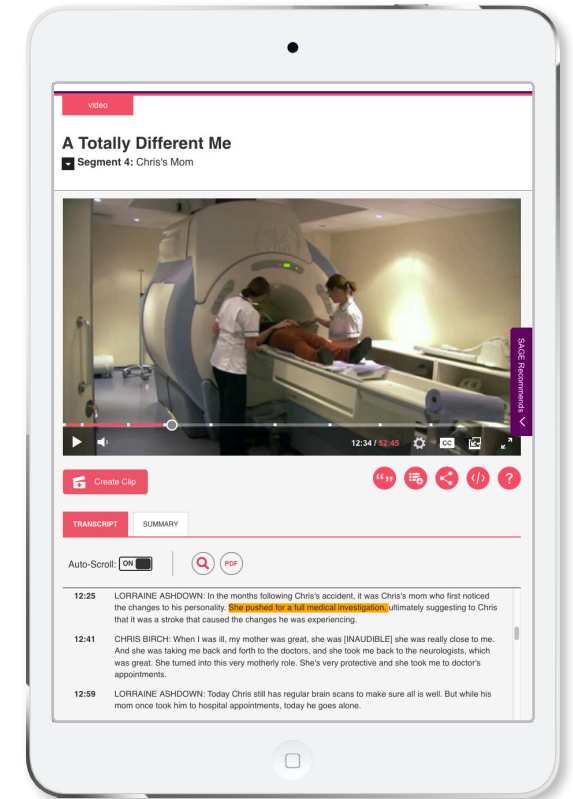 video
A Totally Different Me
Segment 4: Chris's Mom
SAGE Recommends
12:34 / 52:45
CC
Create Clip
“ ”
</>
?
TRANSCRIPT
SUMMARY
Auto-Scroll: ON
PDF
12:25 LORRAINE ASHDOWN: In the months following Chris's accident, it was Chris's mom who first noticed
the changes to his personality. She pushed for a full medical investigation, ultimately suggesting to Chris
that it was a stroke that caused the changes he was experiencing.
12:41 CHRIS BIRCH: When I was ill, my mother was great, she was [INAUDIBLE] she was really close to me.
And she was taking me back and forth to the doctors, and she took me back to the neurologists, which
was great. She turned into this very motherly role. She's very protective and she took me to doctor's
appointments.
12:59 LORRAINE ASHDOWN: Today Chris still has regular brain scans to make sure all is well. But while his
mom once took him to hospital appointments, today he goes alone.